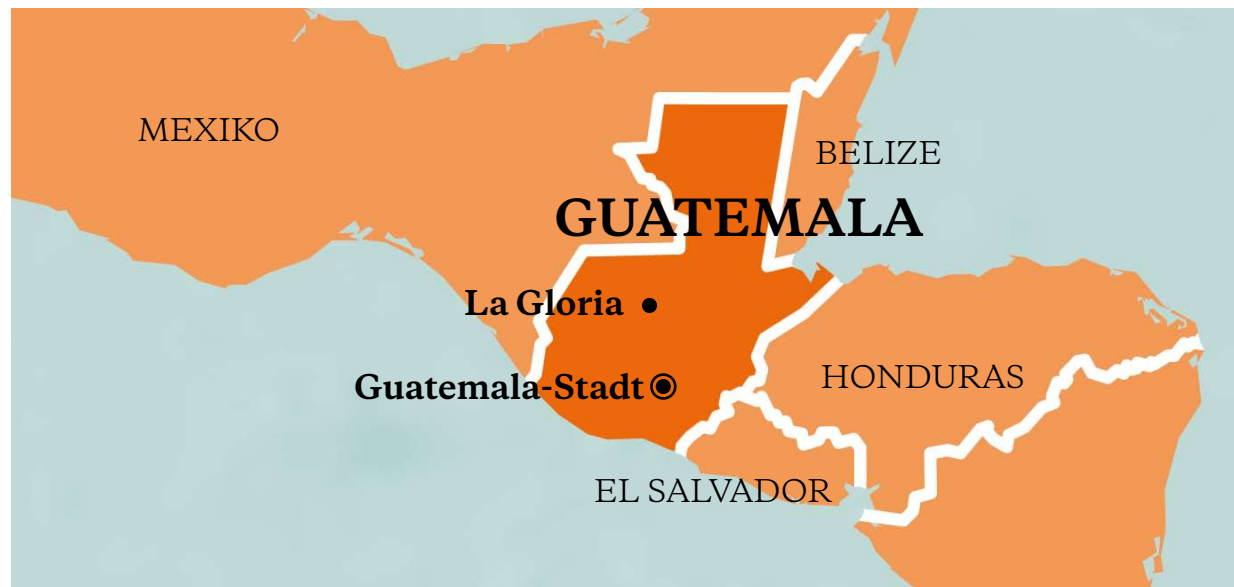 MEXIKO
BELIZE
GUATEMALA
La Gloria
Guatemala-Stadt
HONDURAS
EL SALVADOR